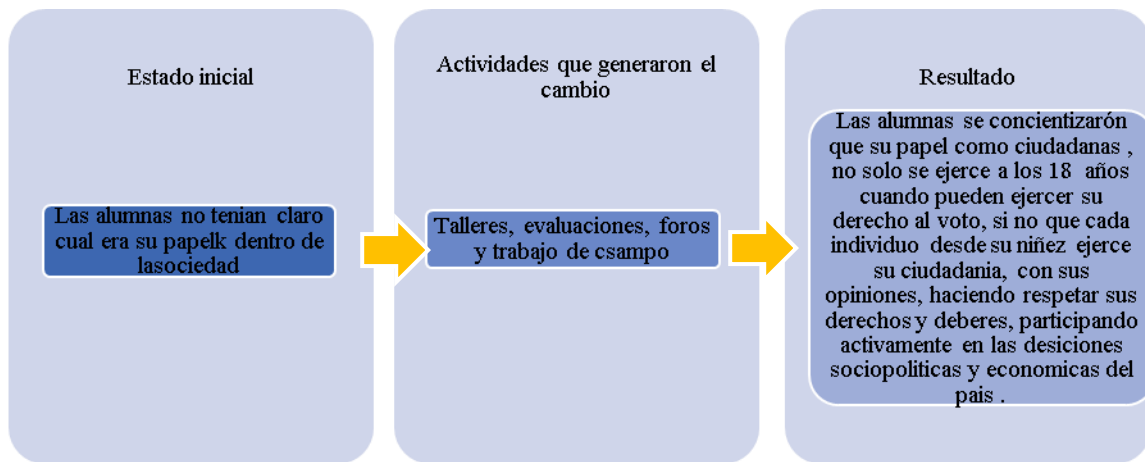 Estado inicial
Las alumnas no tenian claro
cual era su papelk dentro de
lasociedad
Actividades que generaron el
cambio
Talleres, evaluaciones, foros
y trabajo de csampo
Resultado
Las alumnas se concientizarón
que su papel como ciudadanas ,
no solo se ejerce a los 18 años
cuando pueden ejercer su
derecho al voto, si no que cada
individuo desde su niñez ejerce
su ciudadania, con sus
opiniones, haciendo respetar sus
derechos y deberes, participando
activamente en las desiciones
sociopoliticas y economicas del
pais .